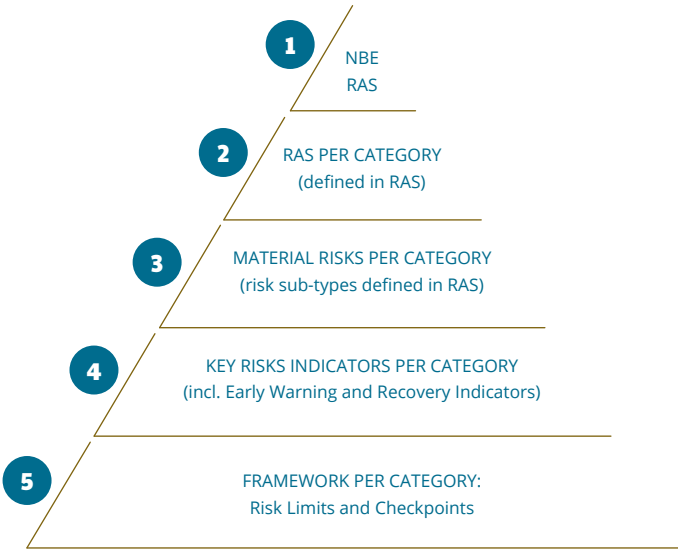 1
NBE
RAS
2
RAS PER CATEGORY
(defined in RAS)
3
MATERIAL RISKS PER CATEGORY
(risk sub-types defined in RAS)
4
KEY RISKS INDICATORS PER CATEGORY
(incl. Early Warning and Recovery Indicators)
5
FRAMEWORK PER CATEGORY:
Risk Limits and Checkpoints